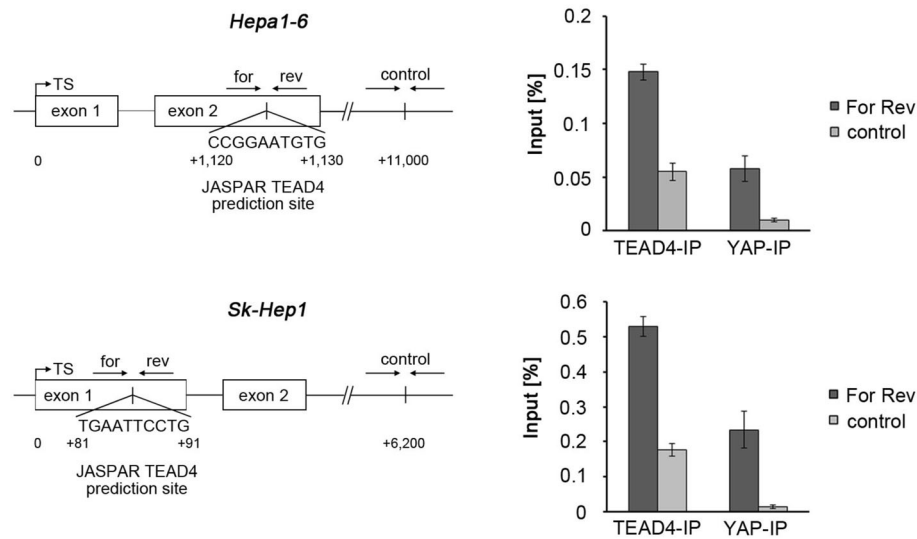 Hepa1-6
TS
for
rev
control
exon 1
exon 2
CCGGAATGTG
0
+1,120
+1,130
+11,000
JASPAR TEAD4
prediction site
Input [%]
0.2
0.15
0.1
0.05
0
TEAD4-IP
YAP-IP
For Rev
control
Sk-Hep1
TS
for
rev
control
exon 1
exon 2
TGAATTCCTG
0
+81
+91
+6,200
JASPAR TEAD4
prediction site
Input [%]
0.6
0.5
0.4
0.3
0.2
0.1
0
TEAD4-IP
YAP-IP
For Rev
control